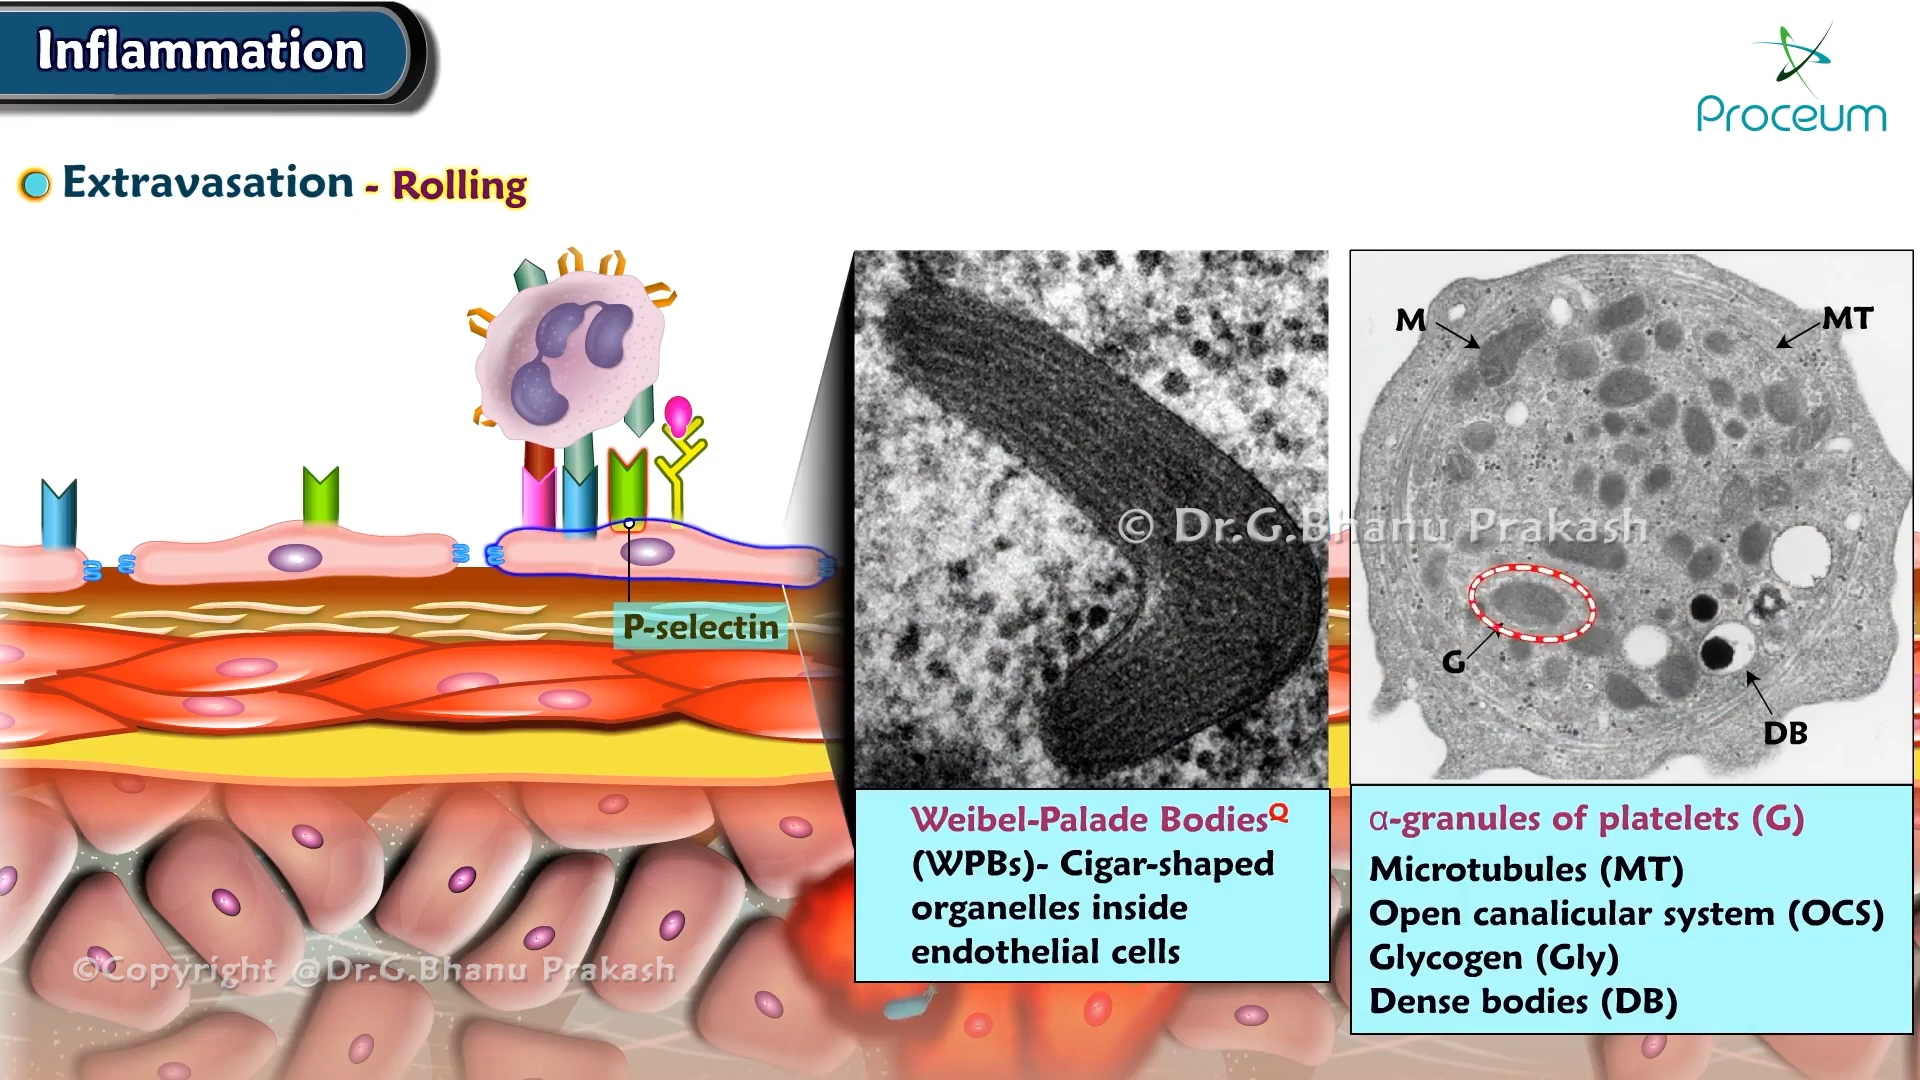 Inflammation
Proceum
Extravasation - Rolling
M
MT
© Dr.G.Bhanu Prakash
P-selectin
G
DB
Weibel-Palade BodiesQ
(WPBs)- Cigar-shaped
organelles inside
endothelial cells
α-granules of platelets (G)
Microtubules (MT)
Open canalicular system (OCS)
Glycogen (Gly)
Dense bodies (DB)
©Copyright @Dr.G.Bhanu Prakash